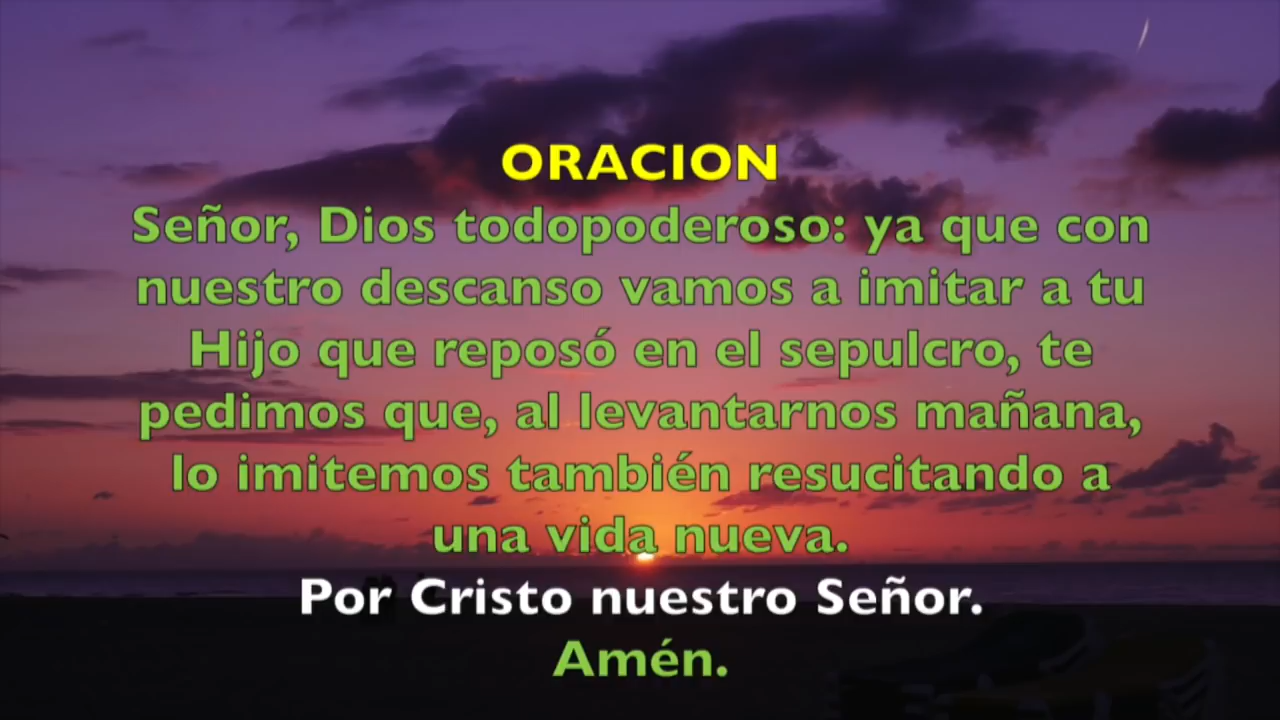 ORACION
Señor, Dios todopoderoso: ya que con
nuestro descanso vamos a imitar a tu
Hijo que reposó en el sepulcro, te
pedimos que, al levantarnos mañana,
lo imitemos también resucitando a
una vida nueva.
Por Cristo nuestro Señor.
Amén.